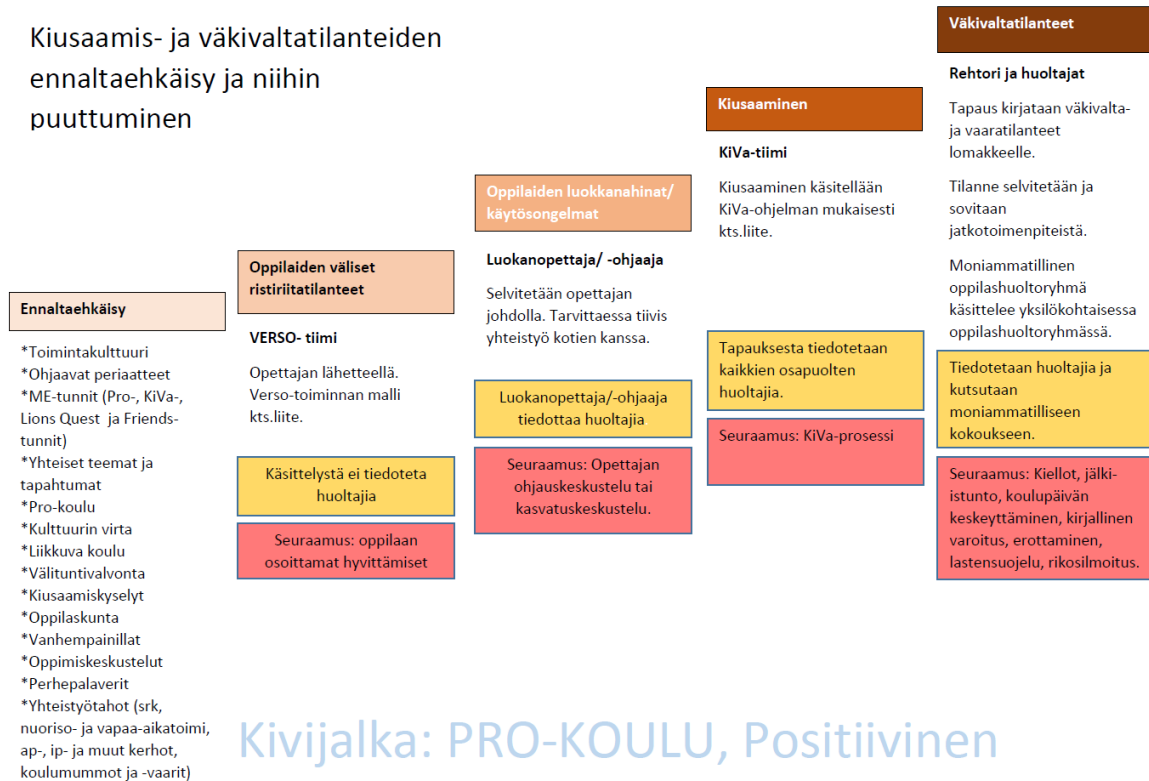 Kiusaamis- ja väkivaltatilanteiden
ennaltaehkäisy ja niihin
puuttuminen
Ennaltaehkäisy
*Toimintakulttuuri
*Ohjaavat periaatteet
*ME-tunnit (Pro-, KiVa-,
Lions Quest ja Friends-
tunnit)
*Yhteiset teemat ja
tapahtumat
*Pro-koulu
*Kulttuurin virta
*Liikkuva koulu
*Välituntivalvonta
*Kiusaamiskyselyt
*Oppilaskunta
*Vanhempainillat
*Oppimiskeskustelut
*Perhepalaverit
*Yhteistyötahot (srk,
nuoriso- ja vapaa-aikatoimi,
ap-, ip- ja muut kerhot,
koulumummot ja -vaarit)
Oppilaiden väliset
ristiriitatilanteet
VERSO- tiimi
Opettajan lähetteellä.
Verso-toiminnan malli
kts.liite.
Käsittelystä ei tiedoteta
huoltajia
Seuraamus: oppilaan
osoittamat hyvittämiset
Oppilaiden luokkanahinat/
käytösongelmat
Luokanopettaja/ -ohjaaja
Selvitetään opettajan
johdolla. Tarvittaessa tiivis
yhteistyö kotien kanssa.
Luokanopettaja/-ohjaaja
tiedottaa huoltajia
Seuraamus: Opettajan
ohjauskeskustelu tai
kasvatuskeskustelu.
Kiusaaminen
KiVa-tiimi
Kiusaaminen käsitellään
KiVa-ohjelman mukaisesti
kts.liite.
Tapauksesta tiedotetaan
kaikkien osapuolten
huoltajia.
Seuraamus: KiVa-prosessi
Väkivaltatilanteet
Rehtori ja huoltajat
Tapaus kirjataan väkivalta-
ja vaaratilanteet
lomakkeelle.
Tilanne selvitetään ja
sovitaan
jatkotoimenpiteistä.
Moniammatillinen
oppilashuoltoryhmä
käsittelee yksilökohtaisessa
oppilashuoltoryhmässä.
Tiedotetaan huoltajia ja
kutsutaan
moniammatilliseen
kokoukseen.
Seuraamus: Kiellot, jälki-
istunto, koulupäivän
keskeyttäminen, kirjallinen
varoitus, erottaminen,
lastensuojelu, rikosilmoitus.
Kivijalka: PRO-KOULU, Positiivinen